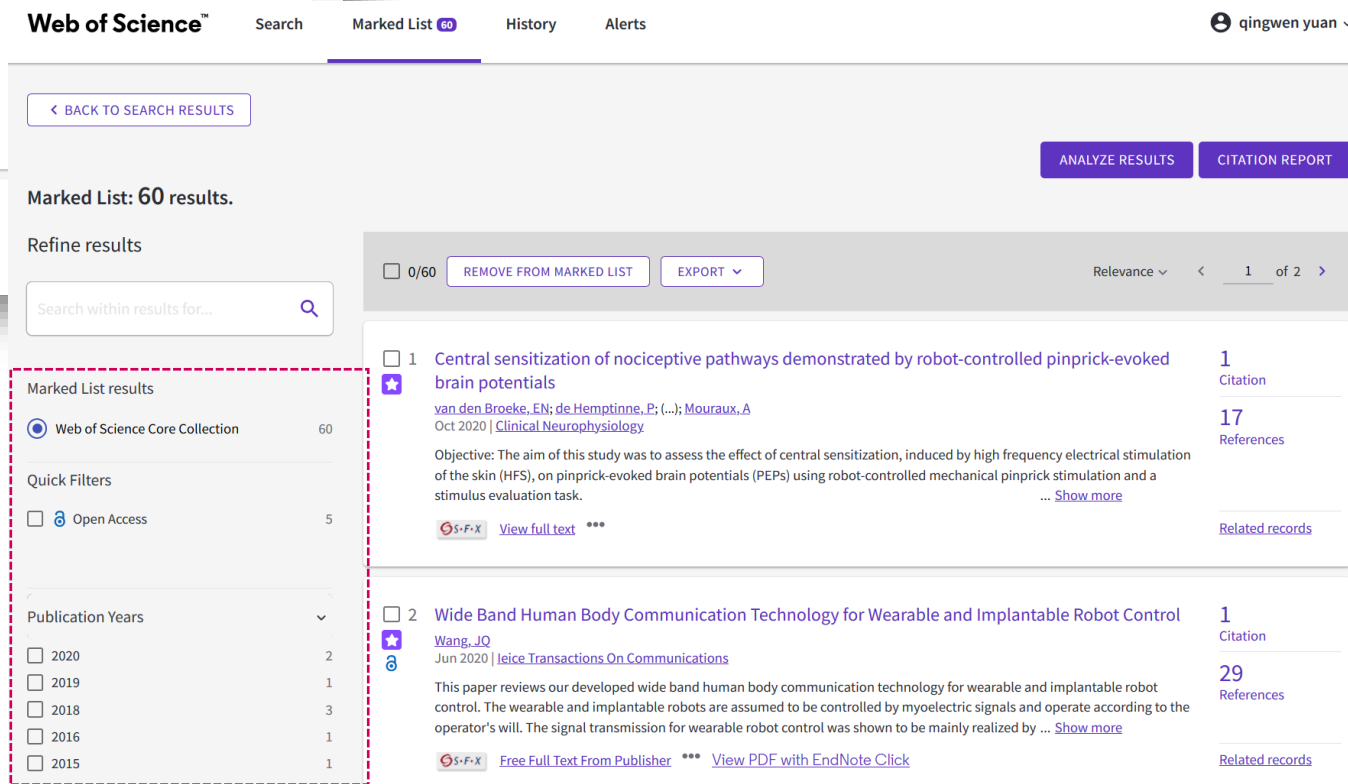 Web of Science™ Search Marked List 60 History Alerts qingwen yuan
BACK TO SEARCH RESULTS
ANALYZE RESULTS CITATION REPORT
Marked List: 60 results.
Refine results
0/60 REMOVE FROM MARKED LIST EXPORT Relevance 1 of 2
Search within results for...
Marked List results
Web of Science Core Collection 60
Quick Filters
Open Access 5
Publication Years
2020 2
2019 1
2018 3
2016 1
2015 1
1 Central sensitization of nociceptive pathways demonstrated by robot-controlled pinprick-evoked
brain potentials
van den Broeke, EN; de Hemptinne, P; (...); Mouraux, A
Oct 2020 | Clinical Neurophysiology
Objective: The aim of this study was to assess the effect of central sensitization, induced by high frequency electrical stimulation
of the skin (HFS), on pinprick-evoked brain potentials (PEPs) using robot-controlled mechanical pinprick stimulation and a
stimulus evaluation task. ... Show more
S·F·X View full text •••
1
Citation
17
References
Related records
2 Wide Band Human Body Communication Technology for Wearable and Implantable Robot Control
Wang, JQ
Jun 2020 | Ieice Transactions On Communications
This paper reviews our developed wide band human body communication technology for wearable and implantable robot
control. The wearable and implantable robots are assumed to be controlled by myoelectric signals and operate according to the
operator's will. The signal transmission for wearable robot control was shown to be mainly realized by ... Show more
S·F·X Free Full Text From Publisher ••• View PDF with EndNote Click
1
Citation
29
References
Related records